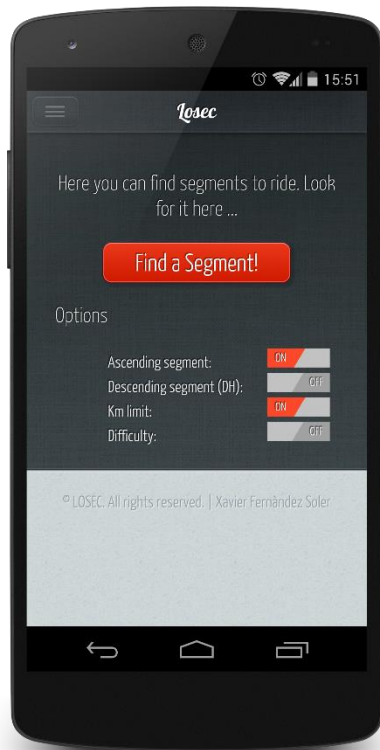 15:51
Losec
Here you can find segments to ride. Look
for it here ...
Find a Segment!
Options
Ascending segment: ON
Descending segment (DH): OFF
Km limit: ON
Difficulty: OFF
© LOSEC. All rights reserved. | Xavier Fernàndez Soler